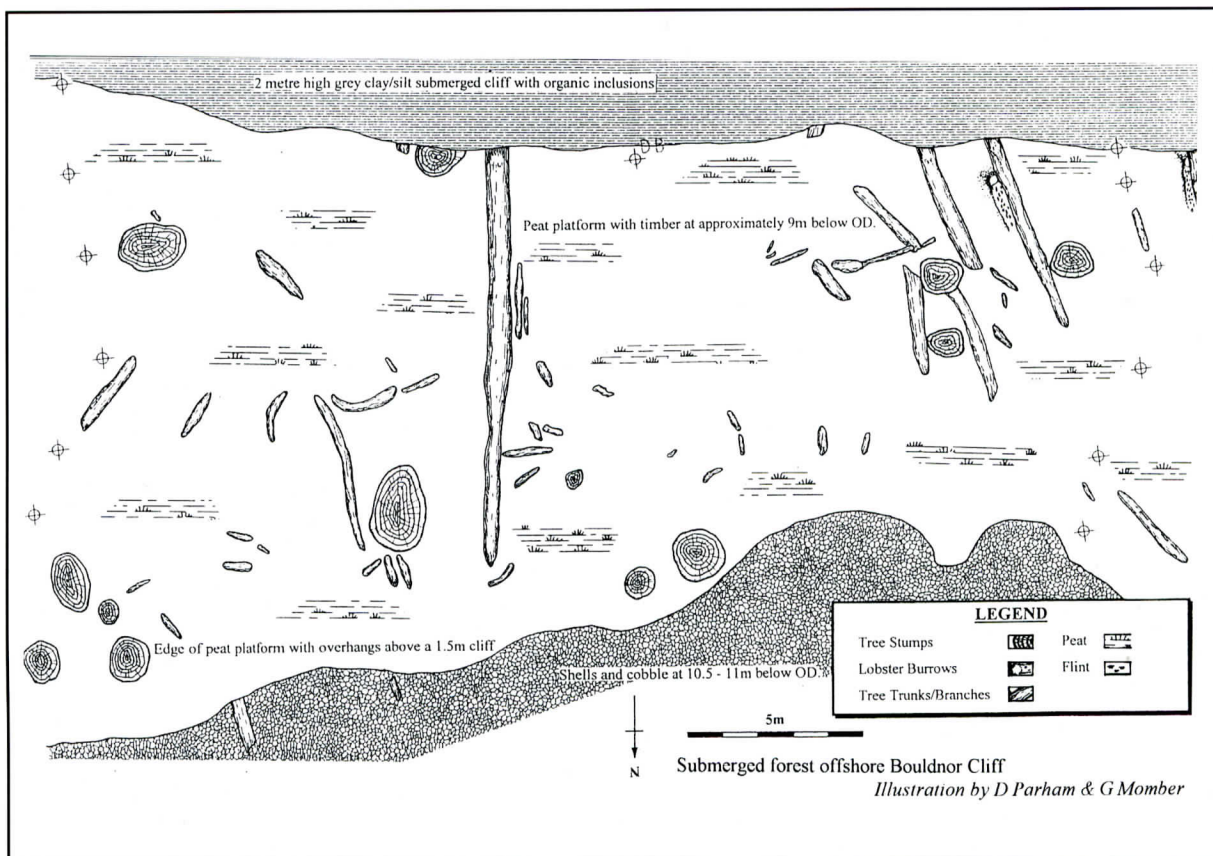 2 metre high grey clay/silt submerged cliff with organic inclusions
D B
Peat platform with timber at approximately 9m below OD.
Edge of peat platform with overhangs above a 1.5m cliff
Shells and cobble at 10.5 - 11m below OD.
LEGEND
Tree Stumps
Peat
Lobster Burrows
Flint
Tree Trunks/Branches
5m
N
Submerged forest offshore Bouldnor Cliff
Illustration by D Parham & G Momber